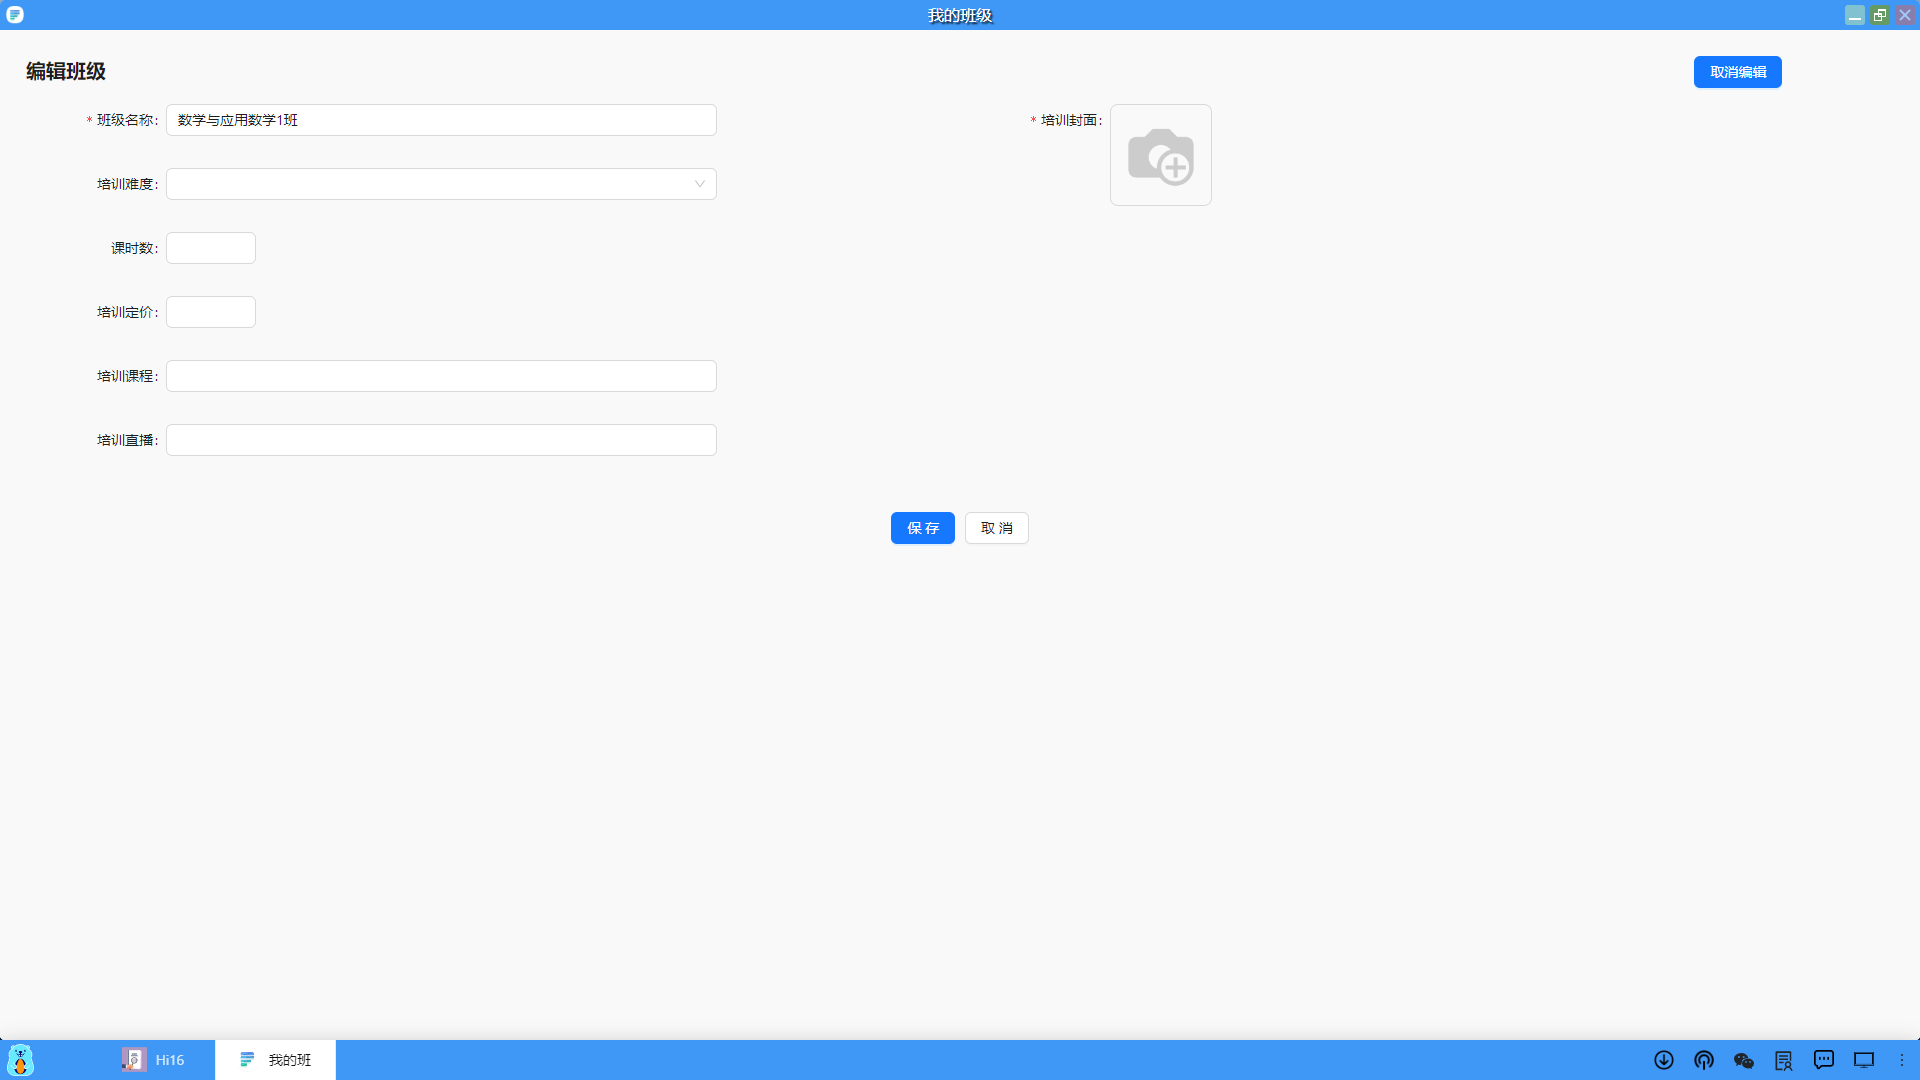 我的班级
编辑班级
取消编辑
* 班级名称: 数学与应用数学1班
* 培训封面:
培训难度:
课时数:
培训定价:
培训课程:
培训直播:
保 存
取 消
Hi16
我的班